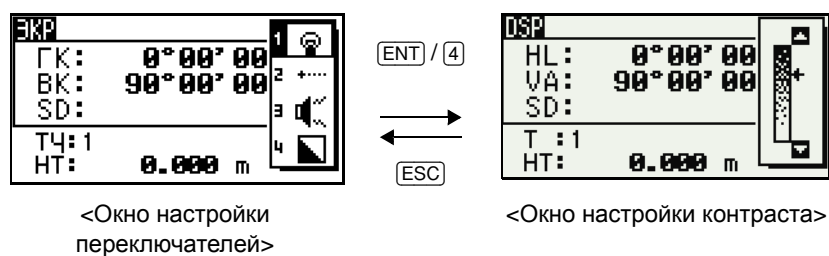 ЭКР
ГК: 0°00' 00
ВК: 90°00' 00
SD:
ТЧ: 1
HT: 0.000 m
1
2
3
4
<Окно настройки
переключателей>
ENT / 4
ESC
DSP
HL: 0°00' 00
VA: 90°00' 00
SD:
T :1
HT: 0.000 m
<Окно настройки контраста>